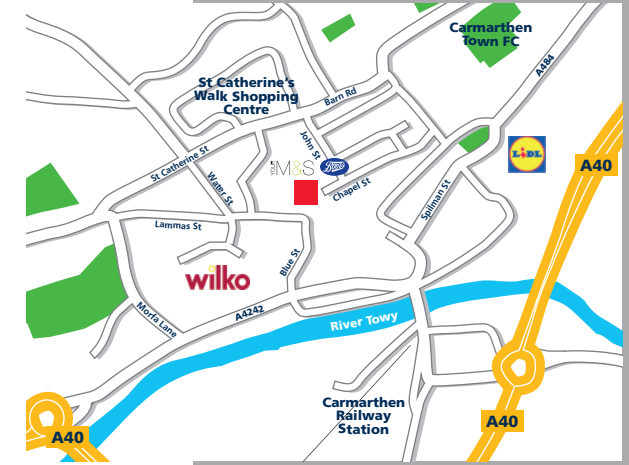 Carmarthen
Town FC
A484
St Catherine's
Walk Shopping
Centre
Barn Rd
John St
St Catherine St
M&S
Boots
LIDL
A40
Water St
Chapel St
Spilman St
Lammas St
Blue St
wilko
Morfa Lane
A4242
River Towy
Carmarthen
Railway
Station
A40
A40